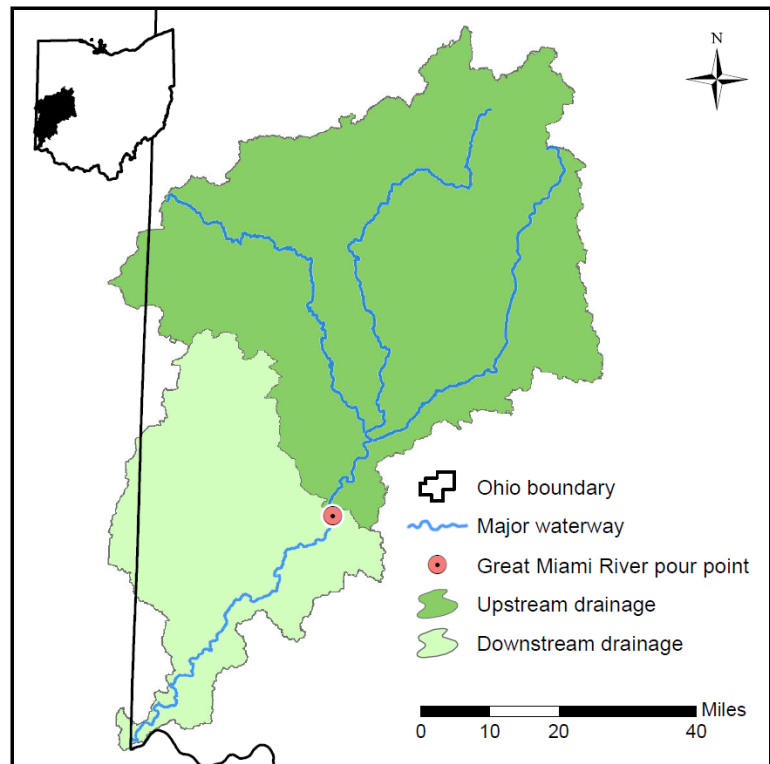 N
Ohio boundary
Major waterway
Great Miami River pour point
Upstream drainage
Downstream drainage
Miles
0 10 20 40